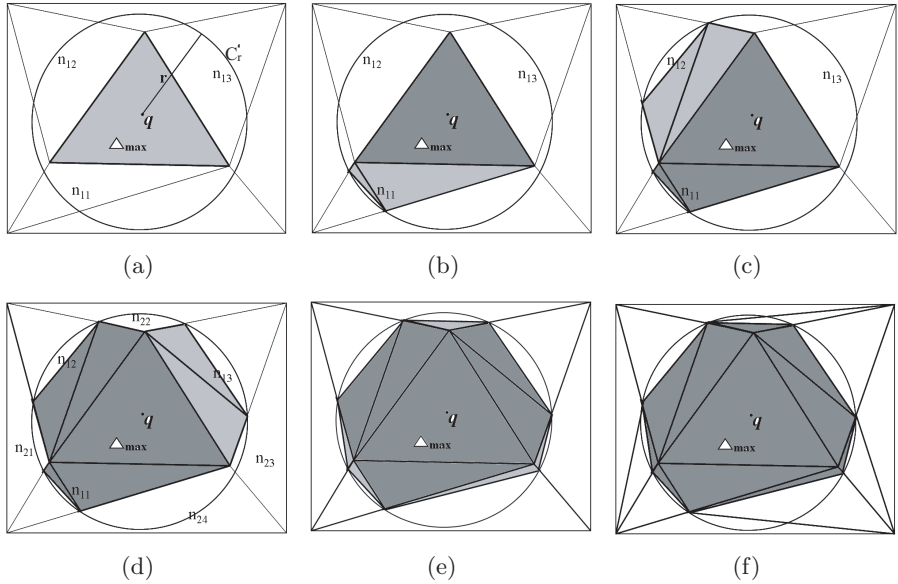 n12
r
C'r
n13
q
△max
n11
(a)
n12
n13
q
△max
n11
(b)
n12
n13
q
△max
n11
(c)
n22
n12
n13
q
△max
n21
n23
n11
n24
(d)
q
△max
(e)
q
△max
(f)